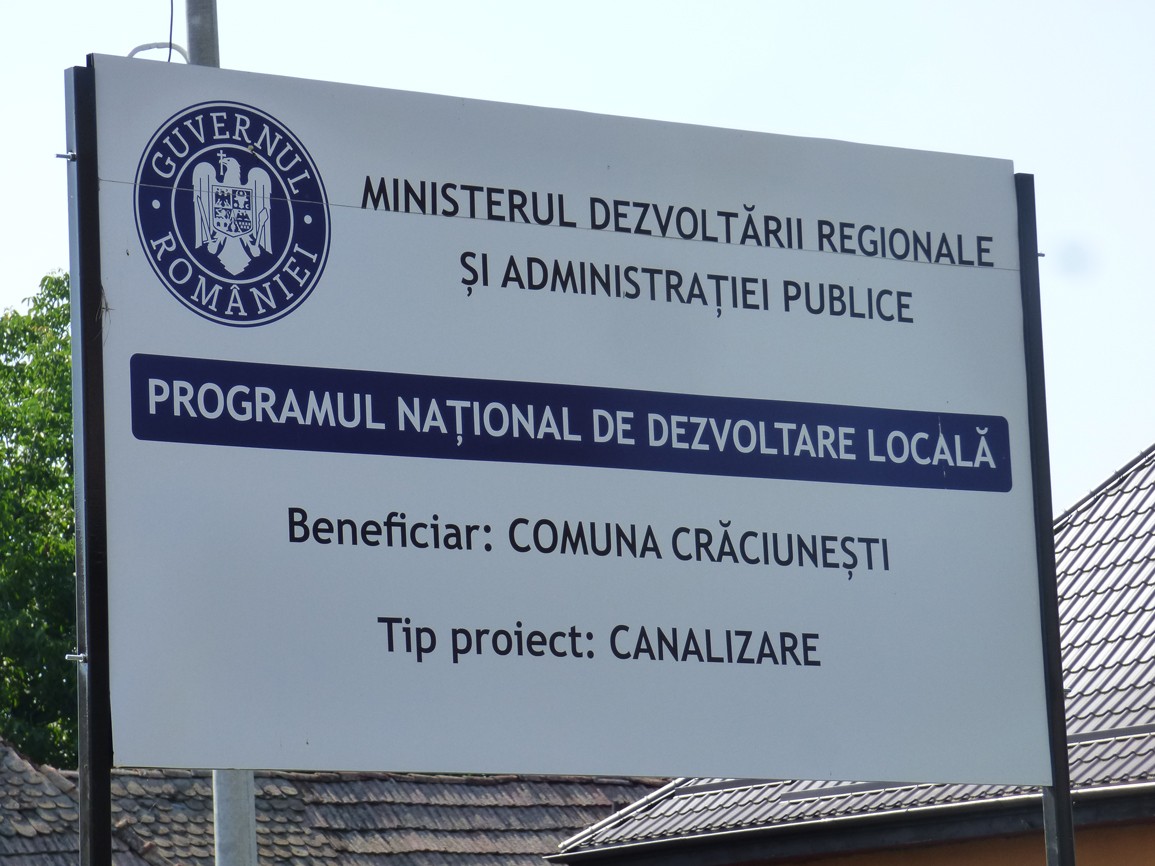 GUVERNUL ROMÂNIEI
MINISTERUL DEZVOLTĂRII REGIONALE
ȘI ADMINISTRAȚIEI PUBLICE
PROGRAMUL NAȚIONAL DE DEZVOLTARE LOCALĂ
Beneficiar: COMUNA CRĂCIUNEȘTI
Tip proiect: CANALIZARE